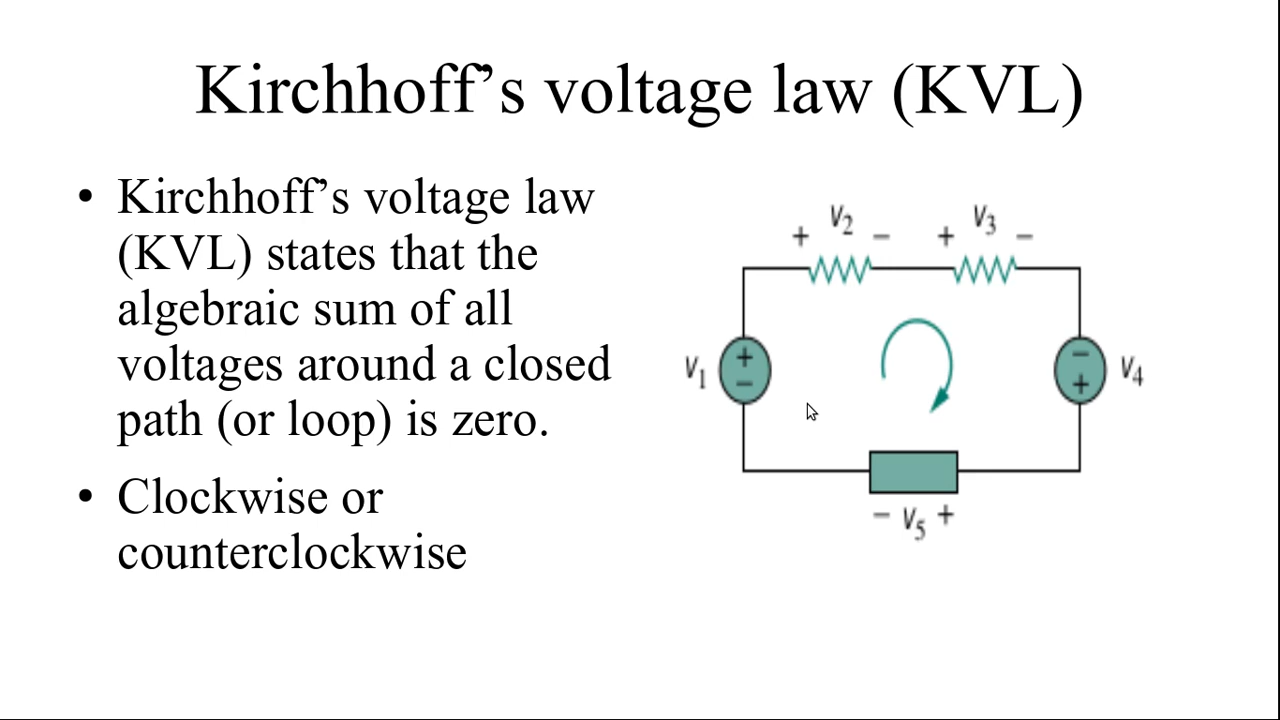 Kirchhoff’s voltage law (KVL)
• Kirchhoff’s voltage law
(KVL) states that the
algebraic sum of all
voltages around a closed
path (or loop) is zero.
• Clockwise or
counterclockwise
v2 v3
+ − + −
v1 + − − + v4
− v5 +